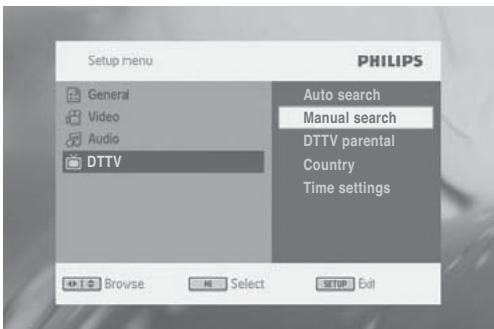 Setup menu
PHILIPS
General
Video
Audio
DTTV
Auto search
Manual search
DTTV parental
Country
Time settings
Browse
Select
SETUP Exit